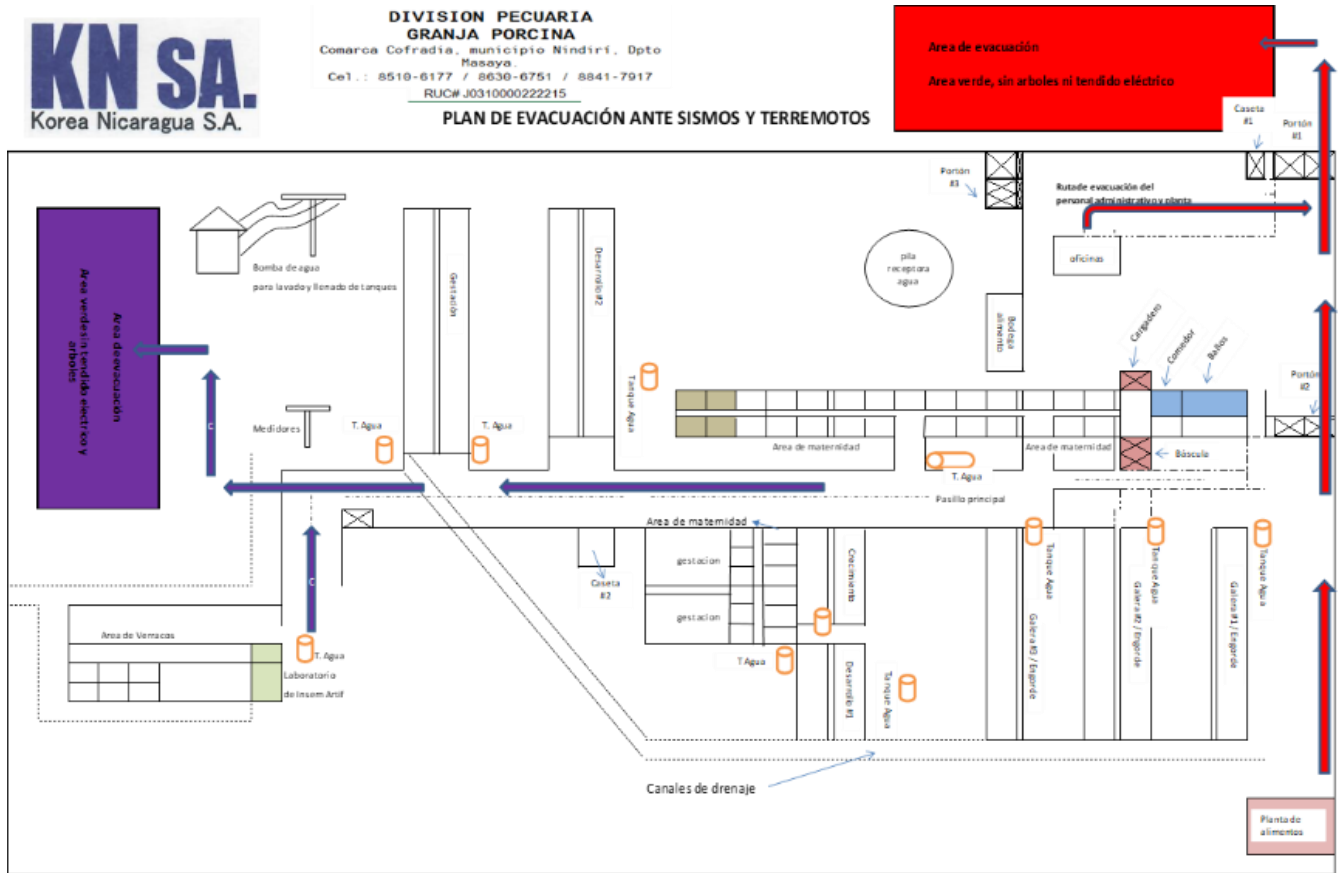 KN SA.
Korea Nicaragua S.A.
DIVISION PECUARIA
GRANJA PORCINA
Comarca Cofradia, municipio Nindiri, Dpto
Masaya.
Cel.: 8510-6177 / 8630-6751 / 8841-7917
RUC# J0310000222215
PLAN DE EVACUACIÓN ANTE SISMOS Y TERREMOTOS
Area de evacuación
Area verde, sin arboles ni tendido eléctrico
Caseta
#1
Portón
#1
Portón
#3
Rutade evacuación del
personal administrativo y planta
oficinas
Area de evacuación
Area verde sin tendido eléctrico y
arboles
Bomba de agua
para lavado y llenado de tanques
Gestación
Desarrollo #2
pila
receptora
agua
Bodega
alimento
Cargadero
Comedor
Baños
Portón
#2
Tanque Agua
Medidores
T. Agua
T. Agua
Area de maternidad
Area de maternidad
Báscula
T. Agua
C
Pasillo principal
Area de maternidad
C
gestacion
gestacion
Caseta
#2
Crecimiento
Desarrollo #1
T Agua
Tanque Agua
Tanque Agua
Galera #3 / Engorde
Tanque Agua
Galera #2 / Engorde
Galera #1 / Engorde
Tanque Agua
Area de Verracos
T. Agua
Laboratorio
de Insem Artif
Canales de drenaje
Planta de
alimentos